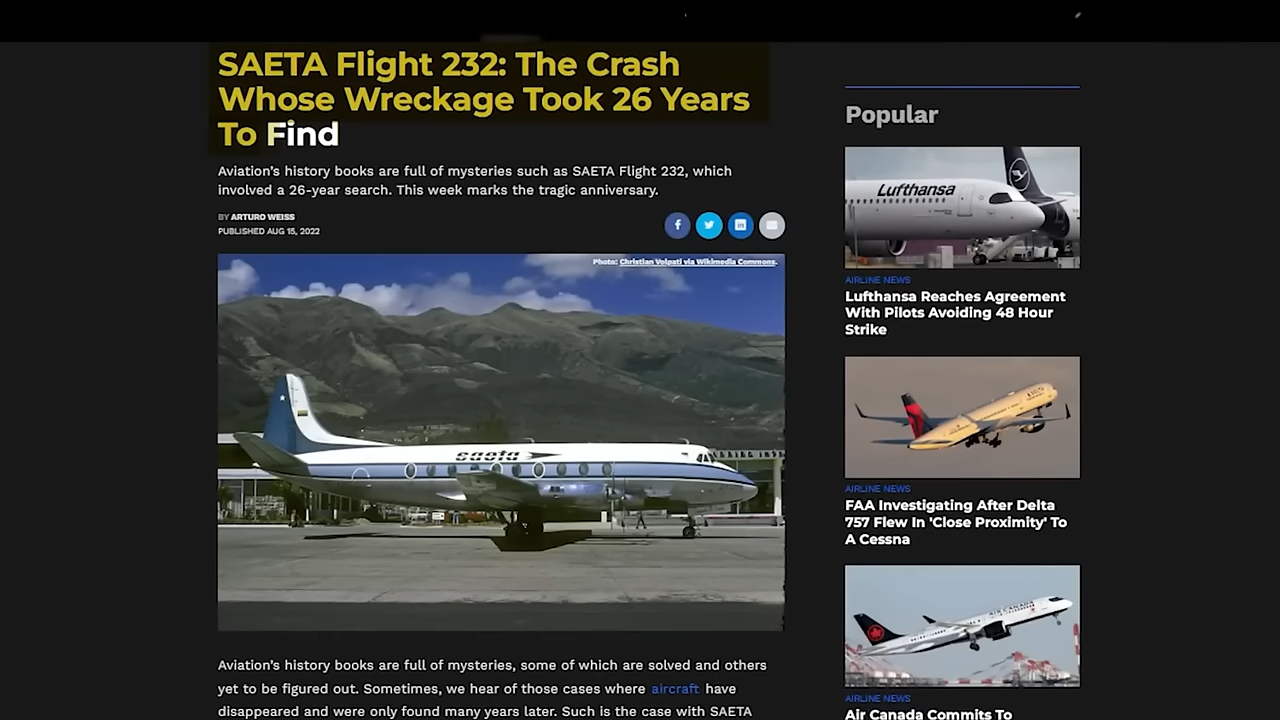 SAETA Flight 232: The Crash
Whose Wreckage Took 26 Years
To Find
Aviation's history books are full of mysteries such as SAETA Flight 232, which
involved a 26-year search. This week marks the tragic anniversary.
BY ARTURO WEISS
PUBLISHED AUG 15, 2022
Photo: Christian Volpati via Wikimedia Commons.
saeta
Aviation's history books are full of mysteries, some of which are solved and others
yet to be figured out. Sometimes, we hear of those cases where aircraft have
disappeared and were only found many years later. Such is the case with SAETA
Popular
Lufthansa
AIRLINE NEWS
Lufthansa Reaches Agreement
With Pilots Avoiding 48 Hour
Strike
AIRLINE NEWS
FAA Investigating After Delta
757 Flew In 'Close Proximity' To
A Cessna
AIR CANADA
AIRLINE NEWS
Air Canada Commits To